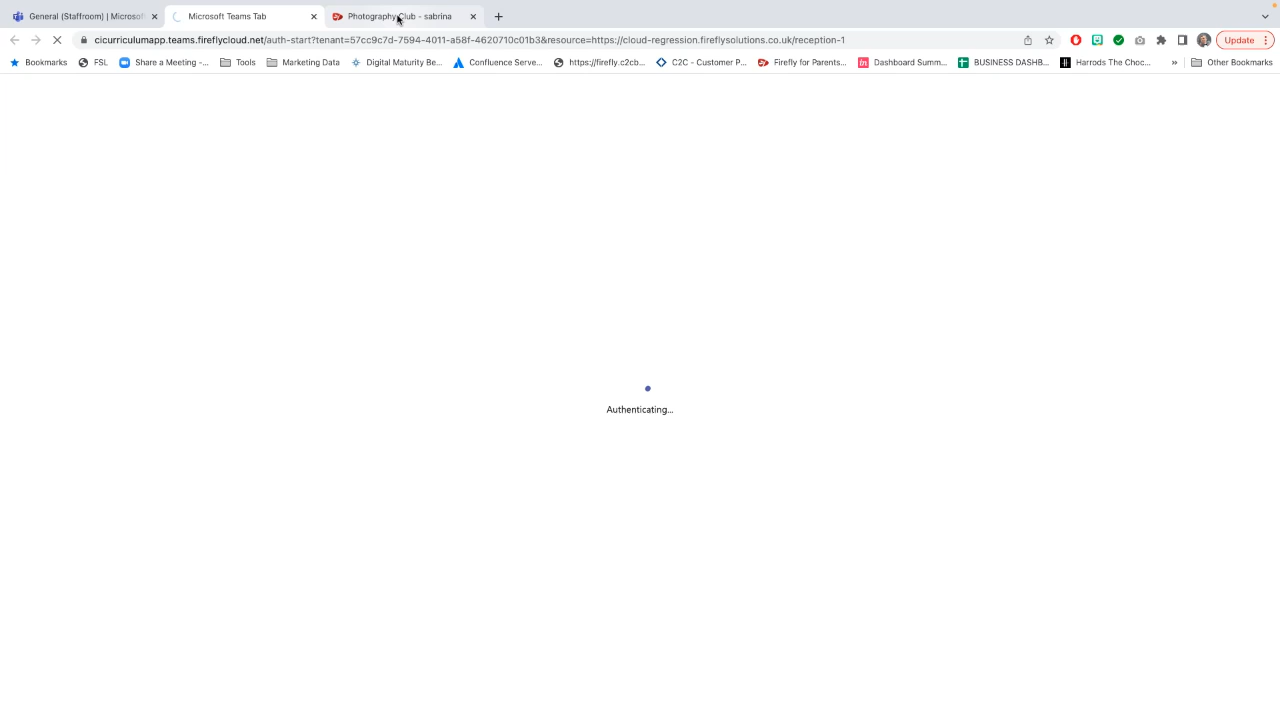 General (Staffroom) | Microsof
Microsoft Teams Tab
Photography Club - sabrina
cicurriculumapp.teams.fireflycloud.net/auth-start?tenant=57cc9c7d-7594-4011-a58f-4620710c01b3&resource=https://cloud-regression.fireflysolutions.co.uk/reception-1
Update
Bookmarks
FSL
Share a Meeting -...
Tools
Marketing Data
Digital Maturity Be...
Confluence Serve...
https://firefly.c2cb...
C2C - Customer P...
Firefly for Parents...
Dashboard Summ...
BUSINESS DASHB...
Harrods The Choc...
»
Other Bookmarks
Authenticating...